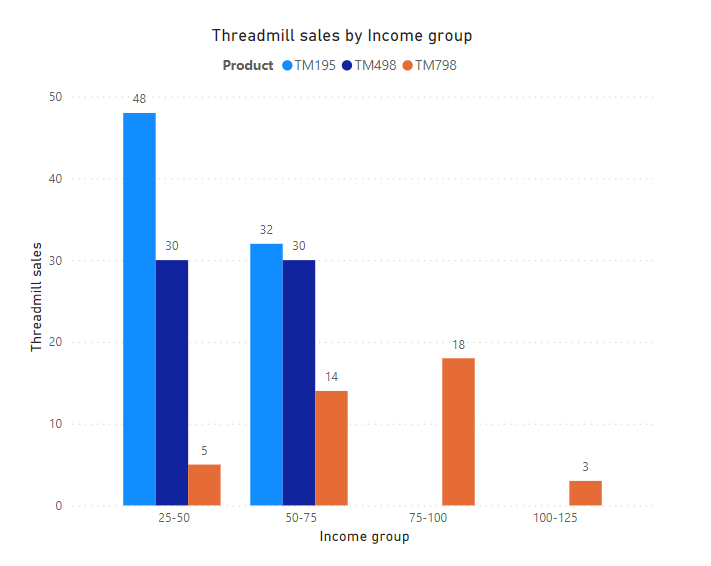 Threadmill sales by Income group
Product TM195 TM498 TM798
50
48
40
32
30
30
30
20
18
14
10
5
3
0
25-50 50-75 75-100 100-125
Income group
Threadmill sales